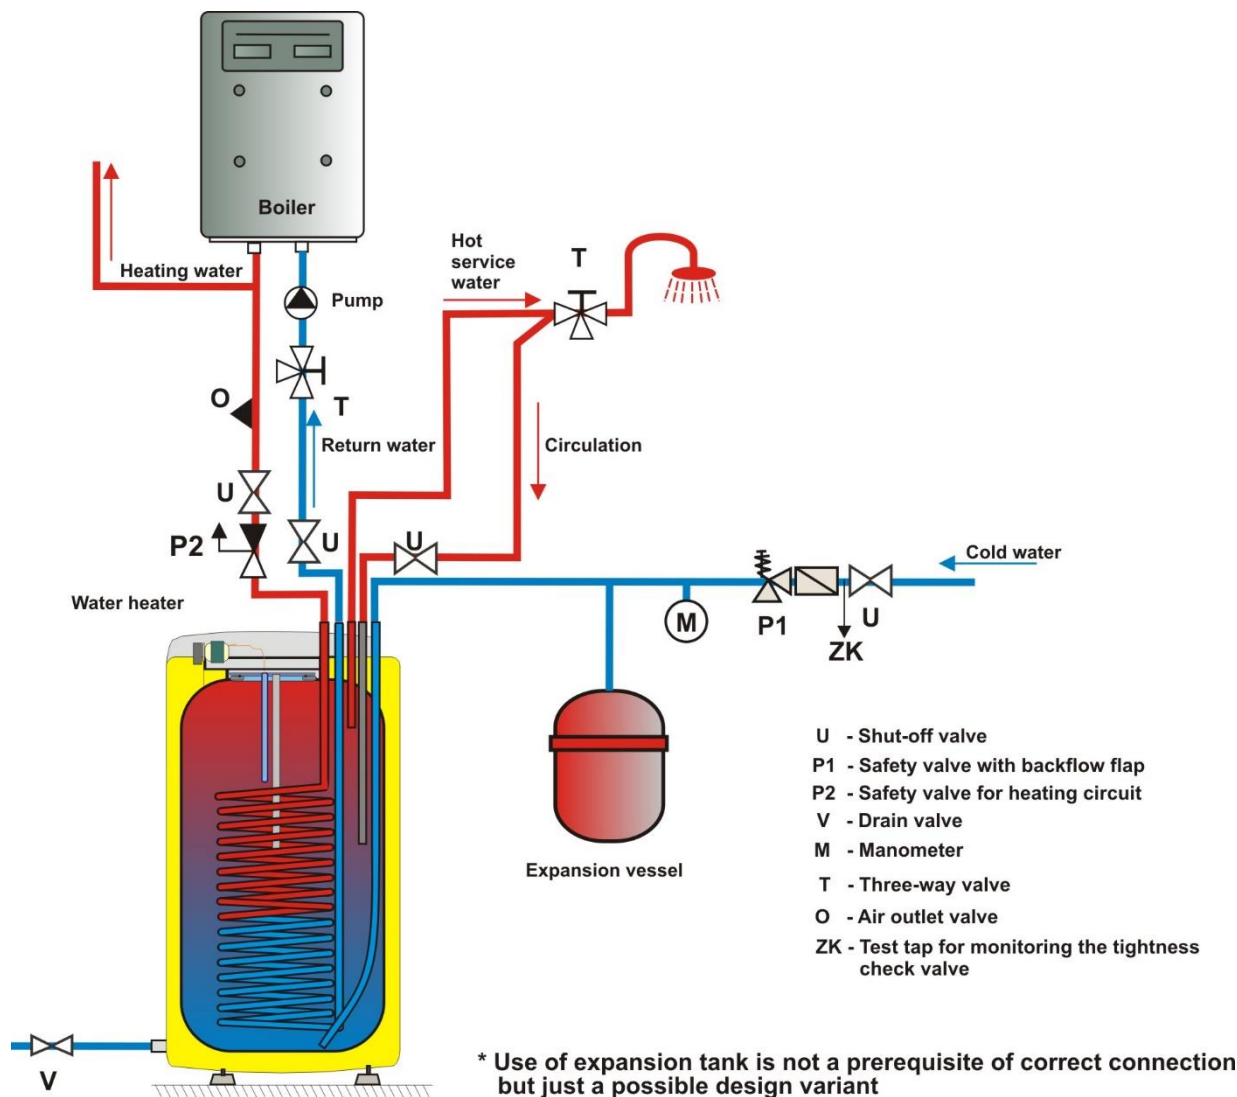 Boiler
Heating water
Pump
Hot
service
water
T
O
T
Return water
Circulation
U
P2
U
U
Cold water
Water heater
M
P1
U
ZK
Expansion vessel
U - Shut-off valve
P1 - Safety valve with backflow flap
P2 - Safety valve for heating circuit
V - Drain valve
M - Manometer
T - Three-way valve
O - Air outlet valve
ZK - Test tap for monitoring the tightness
check valve
V
* Use of expansion tank is not a prerequisite of correct connection
but just a possible design variant